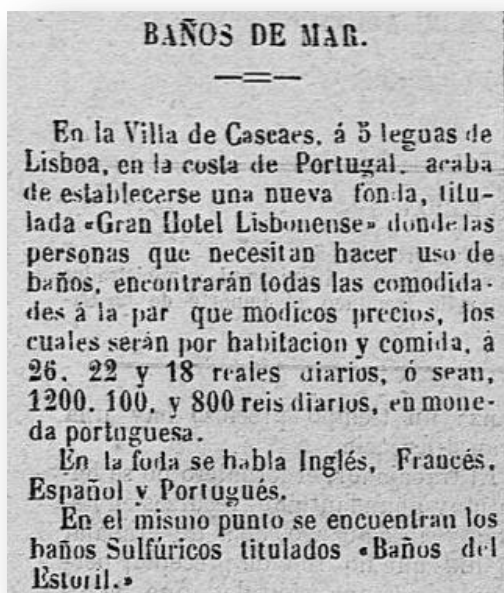 BAÑOS DE MAR.
En la Villa de Cascaes, á 5 leguas de
Lisboa, en la costa de Portugal, acaba
de establecerse una nueva fonda, titu-
lada «Gran Hotel Lisbonense» donde las
personas que necesitan hacer uso de
baños, encontrarán todas las comodida-
des á la par que modicos precios, los
cuales serán por habitacion y comida, á
26, 22 y 18 reales diarios, ó sean,
1200. 100. y 800 reis diarios, en mone-
da portuguesa.
En la foda se habla Inglés, Francés,
Español y Portugués.
En el mismo punto se encuentran los
baños Sulfúricos titulados «Baños del
Estoril.»